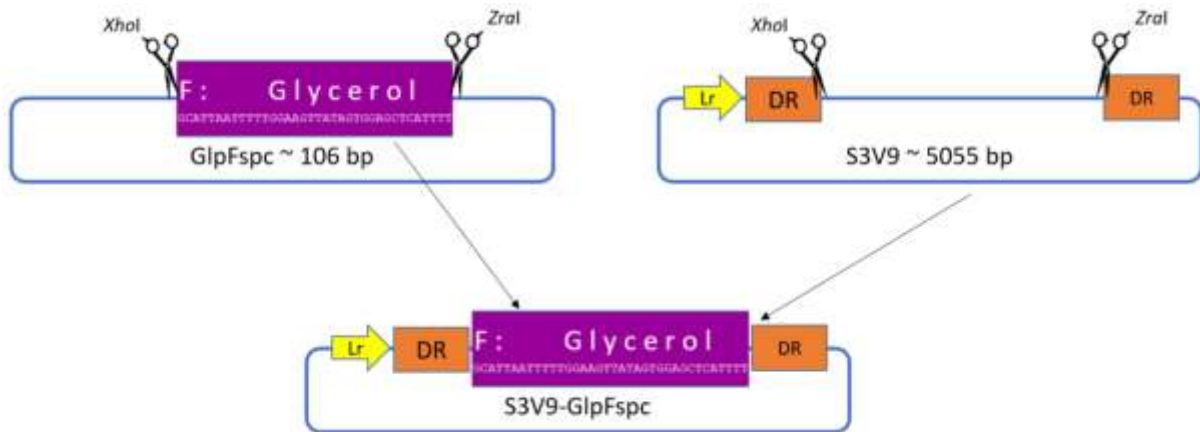 XhoI
ZraI
F: Glycerol
GCATTAATTTTTGGAAGTTATAGTGGAGCTCATTTT
GlpFspc ~ 106 bp
XhoI
ZraI
Lr
DR
DR
S3V9 ~ 5055 bp
Lr
DR
F: Glycerol
GCATTAATTTTTGGAAGTTATAGTGGAGCTCATTTT
DR
S3V9-GlpFspc